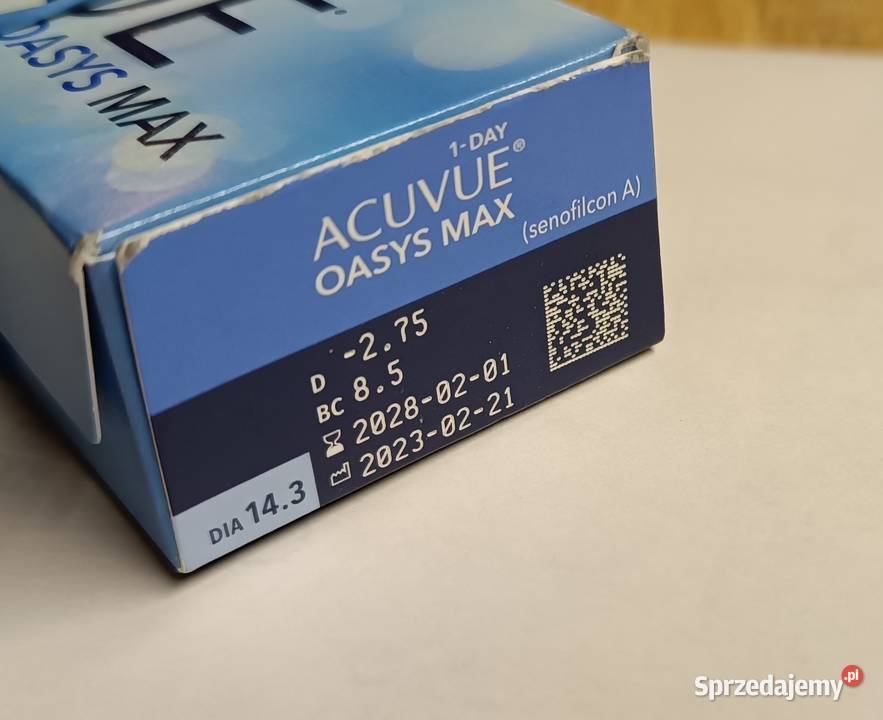 OASYS MAX
1-DAY
ACUVUE®
OASYS MAX
(senofilcon A)
D -2.75
BC 8.5
2028-02-01
2023-02-21
DIA 14.3
Sprzedajemy.pl